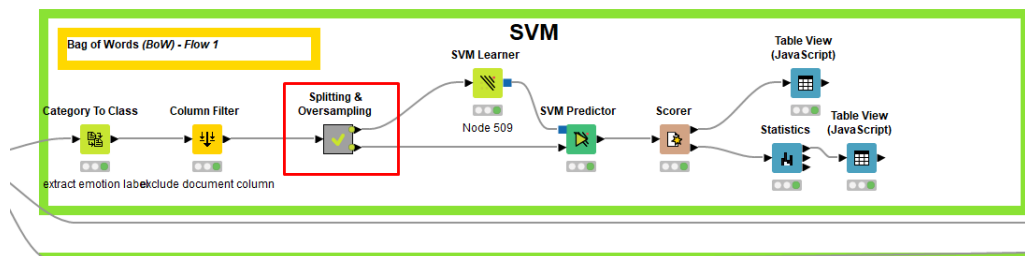 SVM
Bag of Words (BoW) - Flow 1
Table View
(JavaScript)
SVM Learner
Splitting &
Oversampling
Category To Class
Column Filter
SVM Predictor
Scorer
Table View
(JavaScript)
Statistics
Node 509
extract emotion label
exclude document column